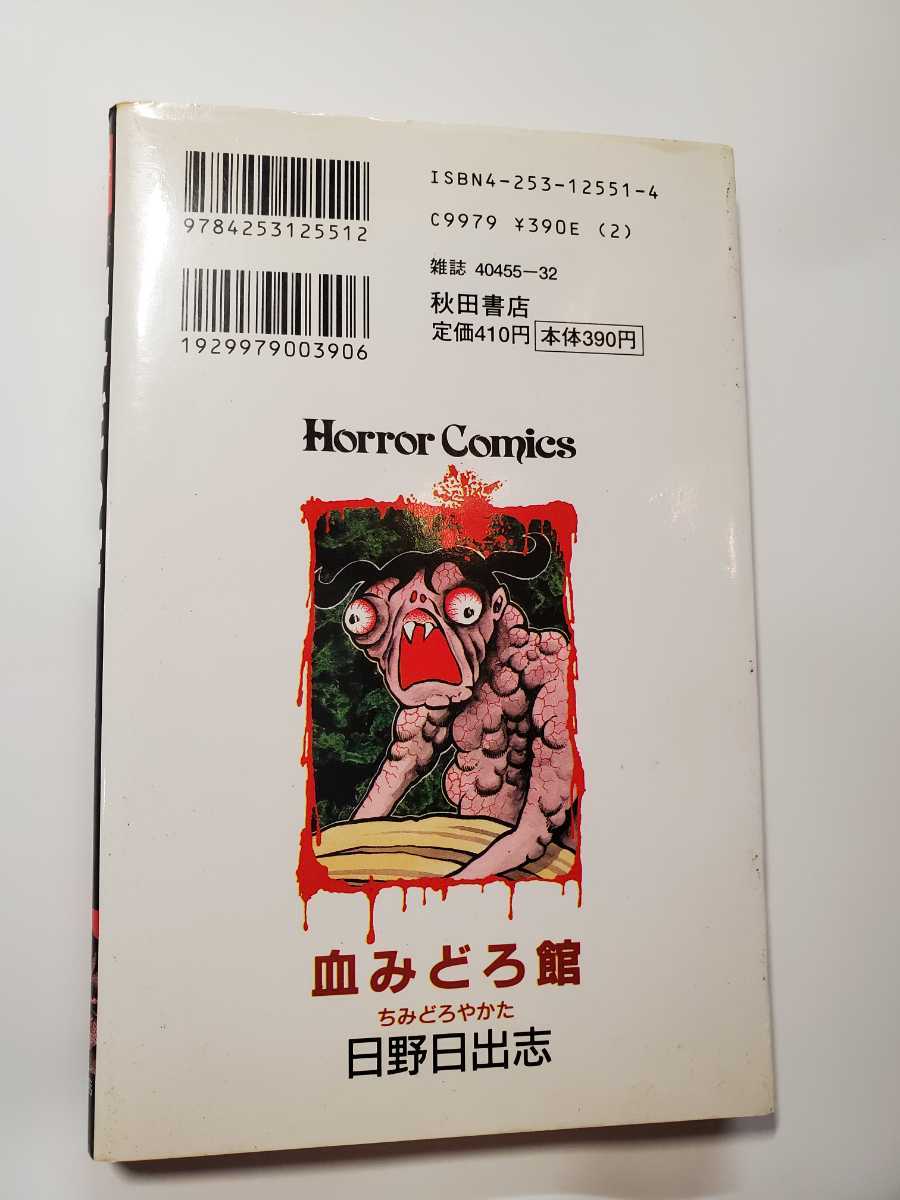 9784253125512
ISBN4-253-12551-4
C9979 ¥390E (2)
1929979003906
雑誌 40455-32
秋田書店
定価410円 本体390円
Horror Comics
血みどろ館
ちみどろやかた
日野日出志